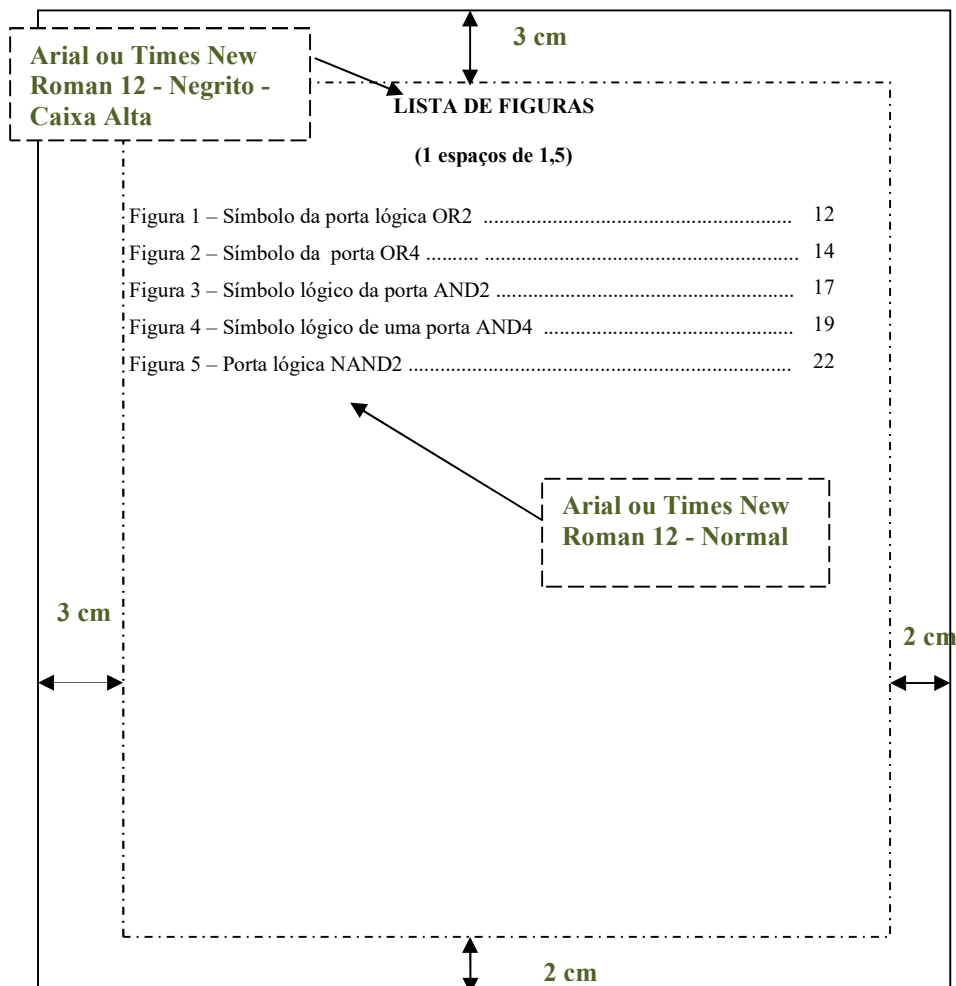 3 cm
Arial ou Times New
Roman 12 - Negrito -
Caixa Alta
LISTA DE FIGURAS
(1 espaços de 1,5)
Figura 1 – Símbolo da porta lógica OR2 ........................................................... 12
Figura 2 – Símbolo da  porta OR4 .......... ...................................................... 14
Figura 3 – Símbolo lógico da porta AND2 ......................................................... 17
Figura 4 – Símbolo lógico de uma porta AND4 ................................................ 19
Figura 5 – Porta lógica NAND2 ......................................................................... 22
Arial ou Times New
Roman 12 - Normal
3 cm
2 cm
2 cm